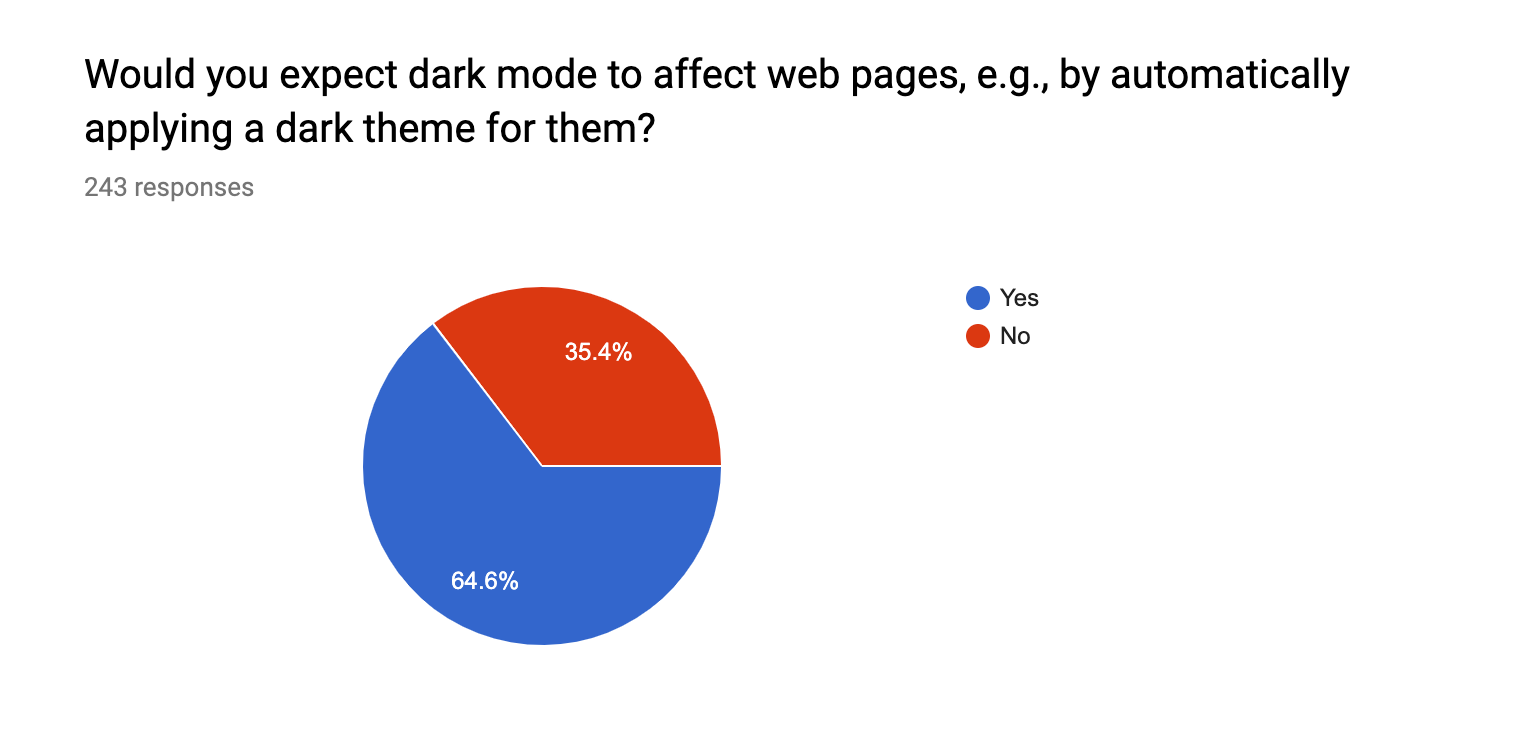 Would you expect dark mode to affect web pages, e.g., by automatically
applying a dark theme for them?
243 responses
Yes
No
35.4%
64.6%